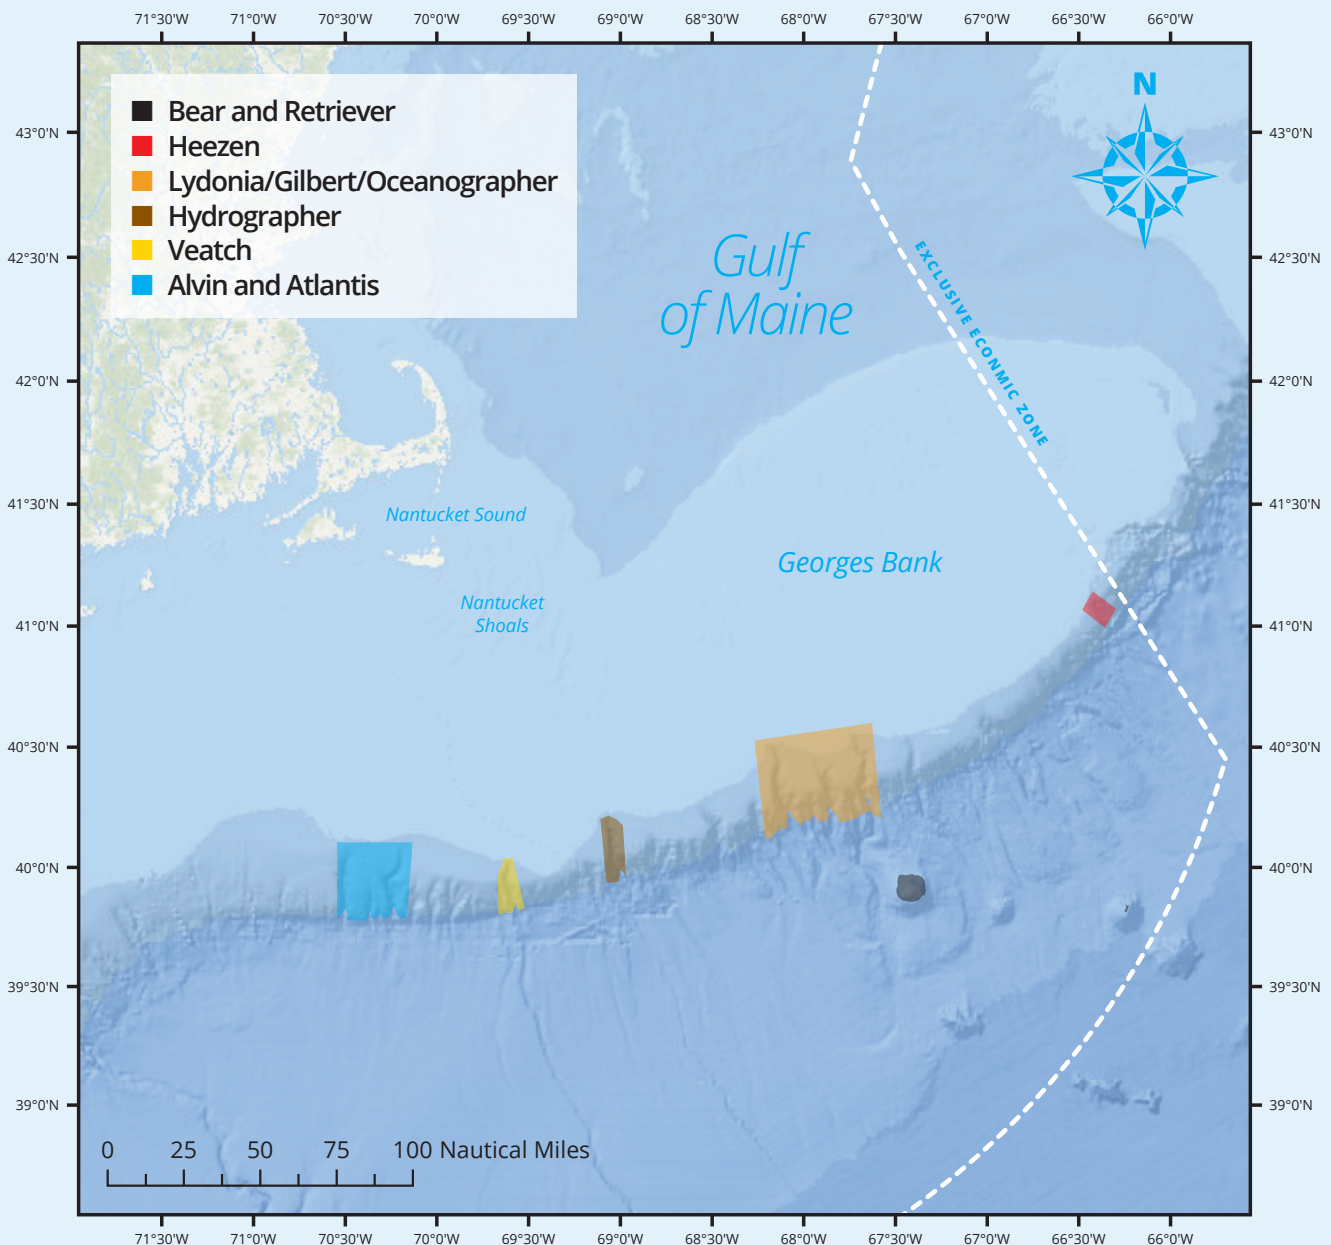 71°30'W 71°0'W 70°30'W 70°0'W 69°30'W 69°0'W 68°30'W 68°0'W 67°30'W 67°0'W 66°30'W 66°0'W
N
Bear and Retriever
Heezen
Lydonia/Gilbert/Oceanographer
Hydrographer
Veatch
Alvin and Atlantis
43°0'N 43°0'N
42°30'N 42°30'N
42°0'N 42°0'N
41°30'N 41°30'N
41°0'N 41°0'N
40°30'N 40°30'N
40°0'N 40°0'N
39°30'N 39°30'N
39°0'N 39°0'N
Gulf
of Maine
EXCLUSIVE ECONMIC ZONE
Nantucket Sound
Georges Bank
Nantucket
Shoals
0 25 50 75 100 Nautical Miles
71°30'W 71°0'W 70°30'W 70°0'W 69°30'W 69°0'W 68°30'W 68°0'W 67°30'W 67°0'W 66°30'W 66°0'W